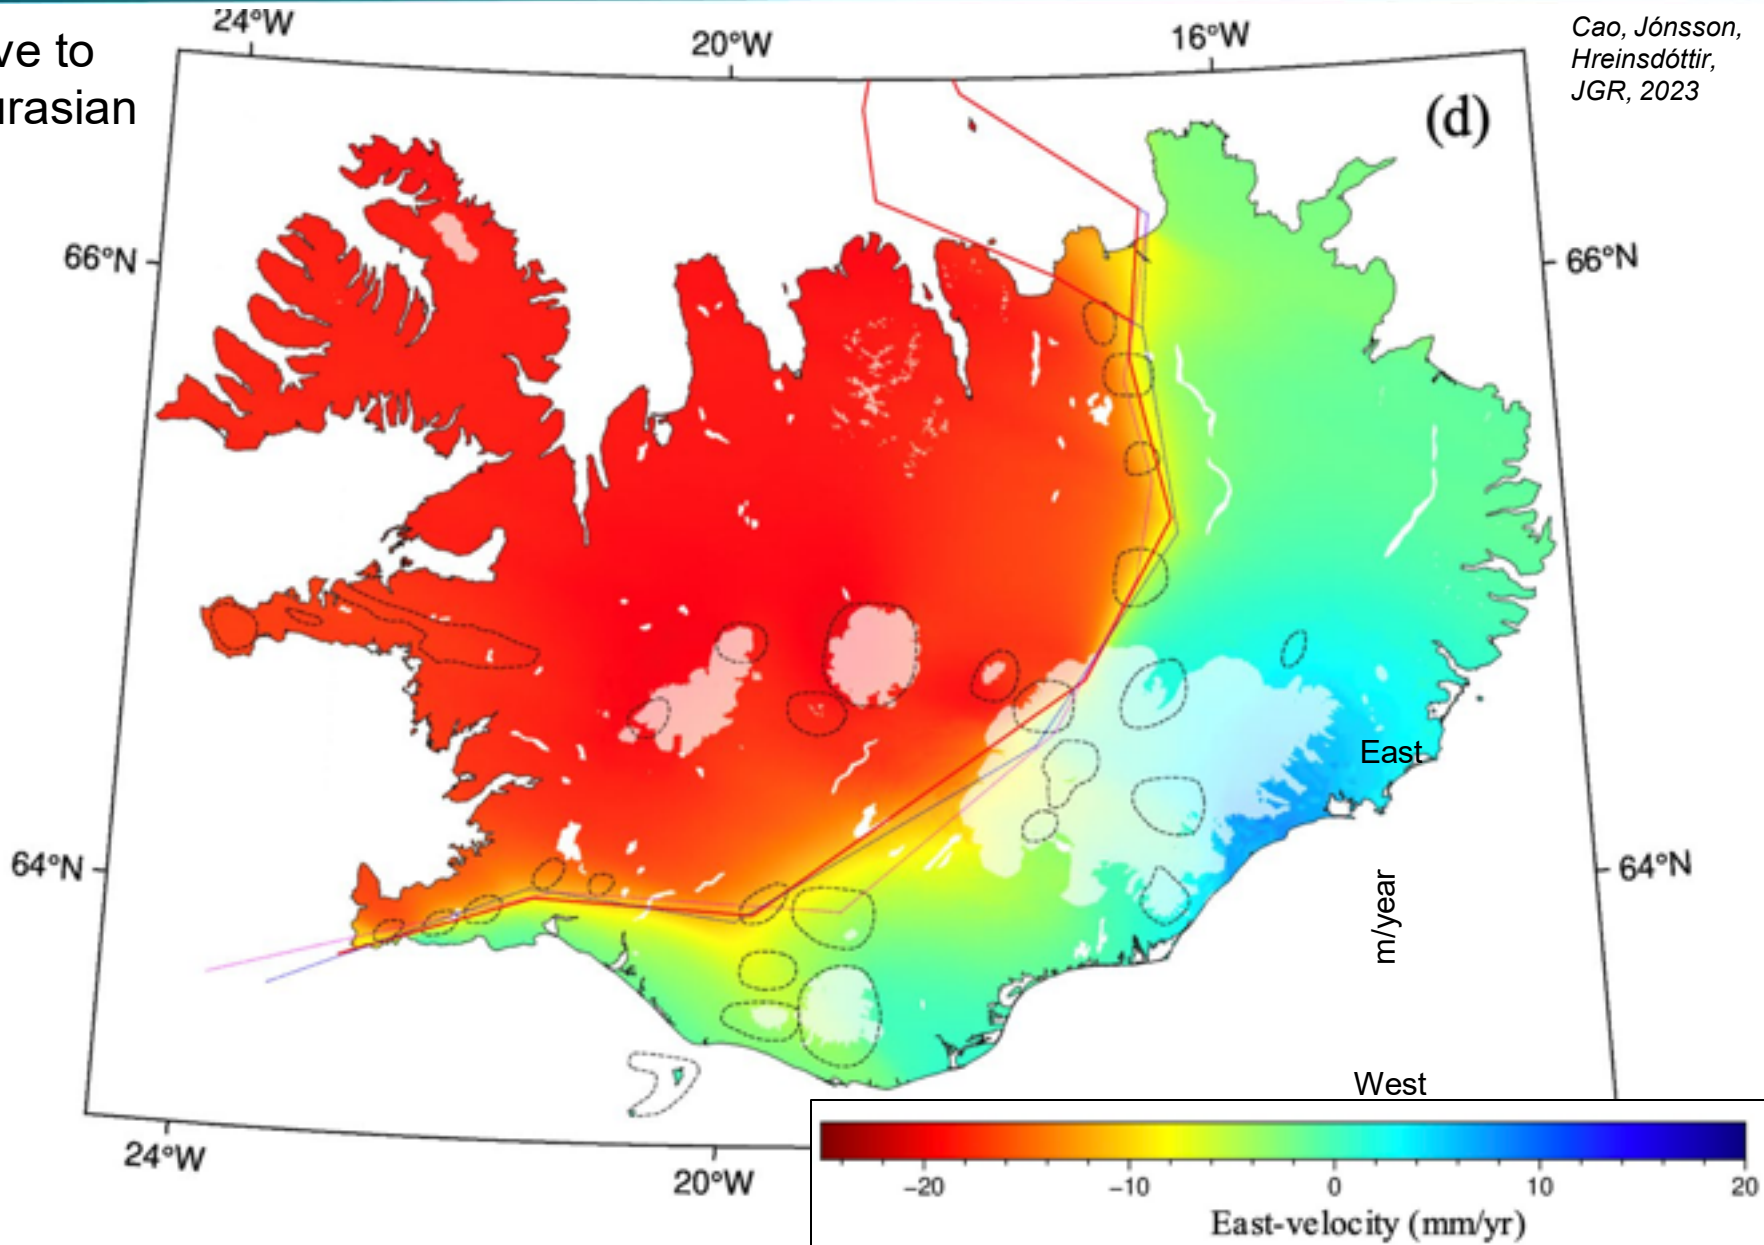 ve to
urasian
24°W
20°W
16°W
Cao, Jónsson,
Hreinsdóttir,
JGR, 2023
(d)
66°N
66°N
East
64°N
64°N
m/year
West
24°W
20°W
−20
−10
0
10
20
East-velocity (mm/yr)